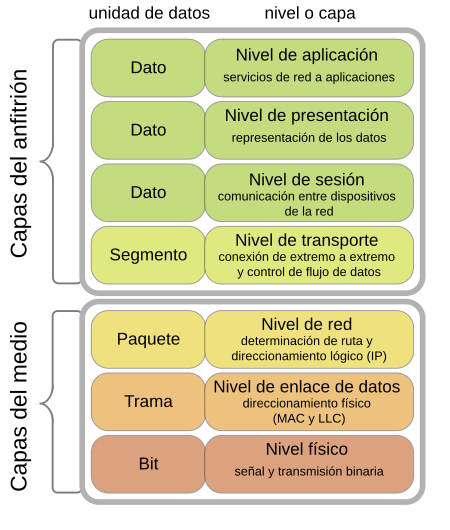 unidad de datos
nivel o capa
Capas del anfitrión
Dato
Nivel de aplicación
servicios de red a aplicaciones
Dato
Nivel de presentación
representación de los datos
Dato
Nivel de sesión
comunicación entre dispositivos
de la red
Segmento
Nivel de transporte
conexión de extremo a extremo
y control de flujo de datos
Capas del medio
Paquete
Nivel de red
determinación de ruta y
direccionamiento lógico (IP)
Trama
Nivel de enlace de datos
direccionamiento físico
(MAC y LLC)
Bit
Nivel físico
señal y transmisión binaria